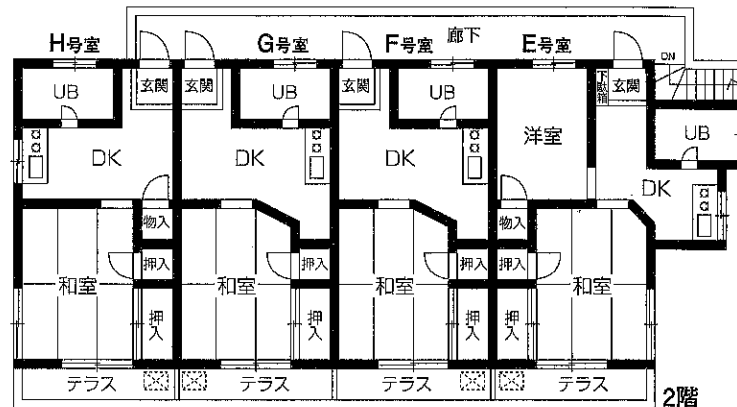 廊下
H号室
G号室
F号室
E号室
DN
玄関
玄関
玄関
下駄箱
玄関
UB
UB
UB
洋室
UB
DK
DK
DK
DK
物入
物入
押入
押入
押入
押入
和室
和室
和室
和室
押入
押入
押入
押入
テラス
テラス
テラス
テラス
2階